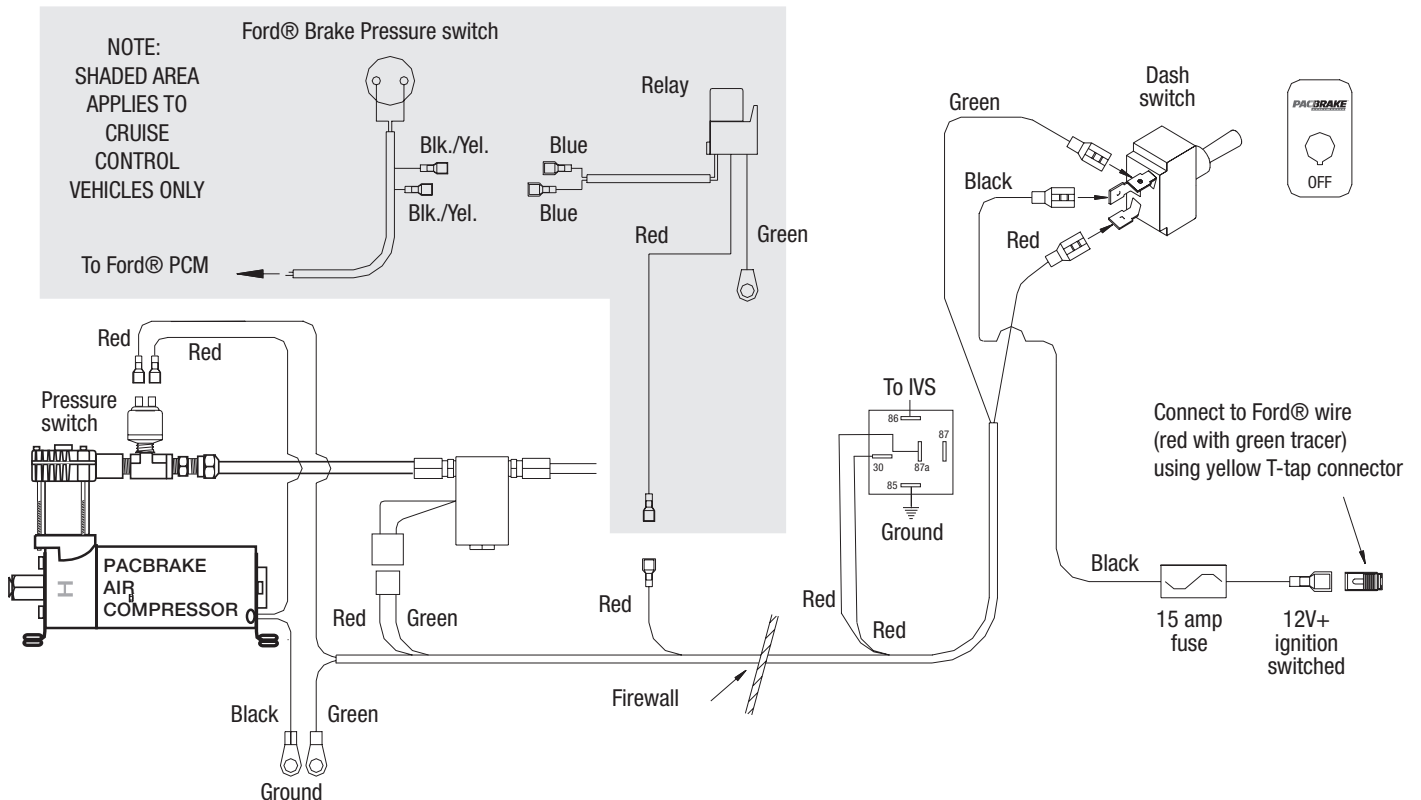 NOTE:
SHADED AREA
APPLIES TO
CRUISE
CONTROL
VEHICLES ONLY
Ford® Brake Pressure switch
Blk./Yel.
Blk./Yel.
To Ford® PCM
Blue
Blue
Relay
Red
Green
Green
Black
Red
Dash
switch
PACBRAKE
OFF
Red
Red
Pressure
switch
PACBRAKE
AIR
COMPRESSOR
H
Red
Green
Black
Green
Ground
Red
Firewall
To IVS
86
87
30
87a
85
Ground
Red
Red
Connect to Ford® wire
(red with green tracer)
using yellow T-tap connector
Black
15 amp
fuse
12V+
ignition
switched